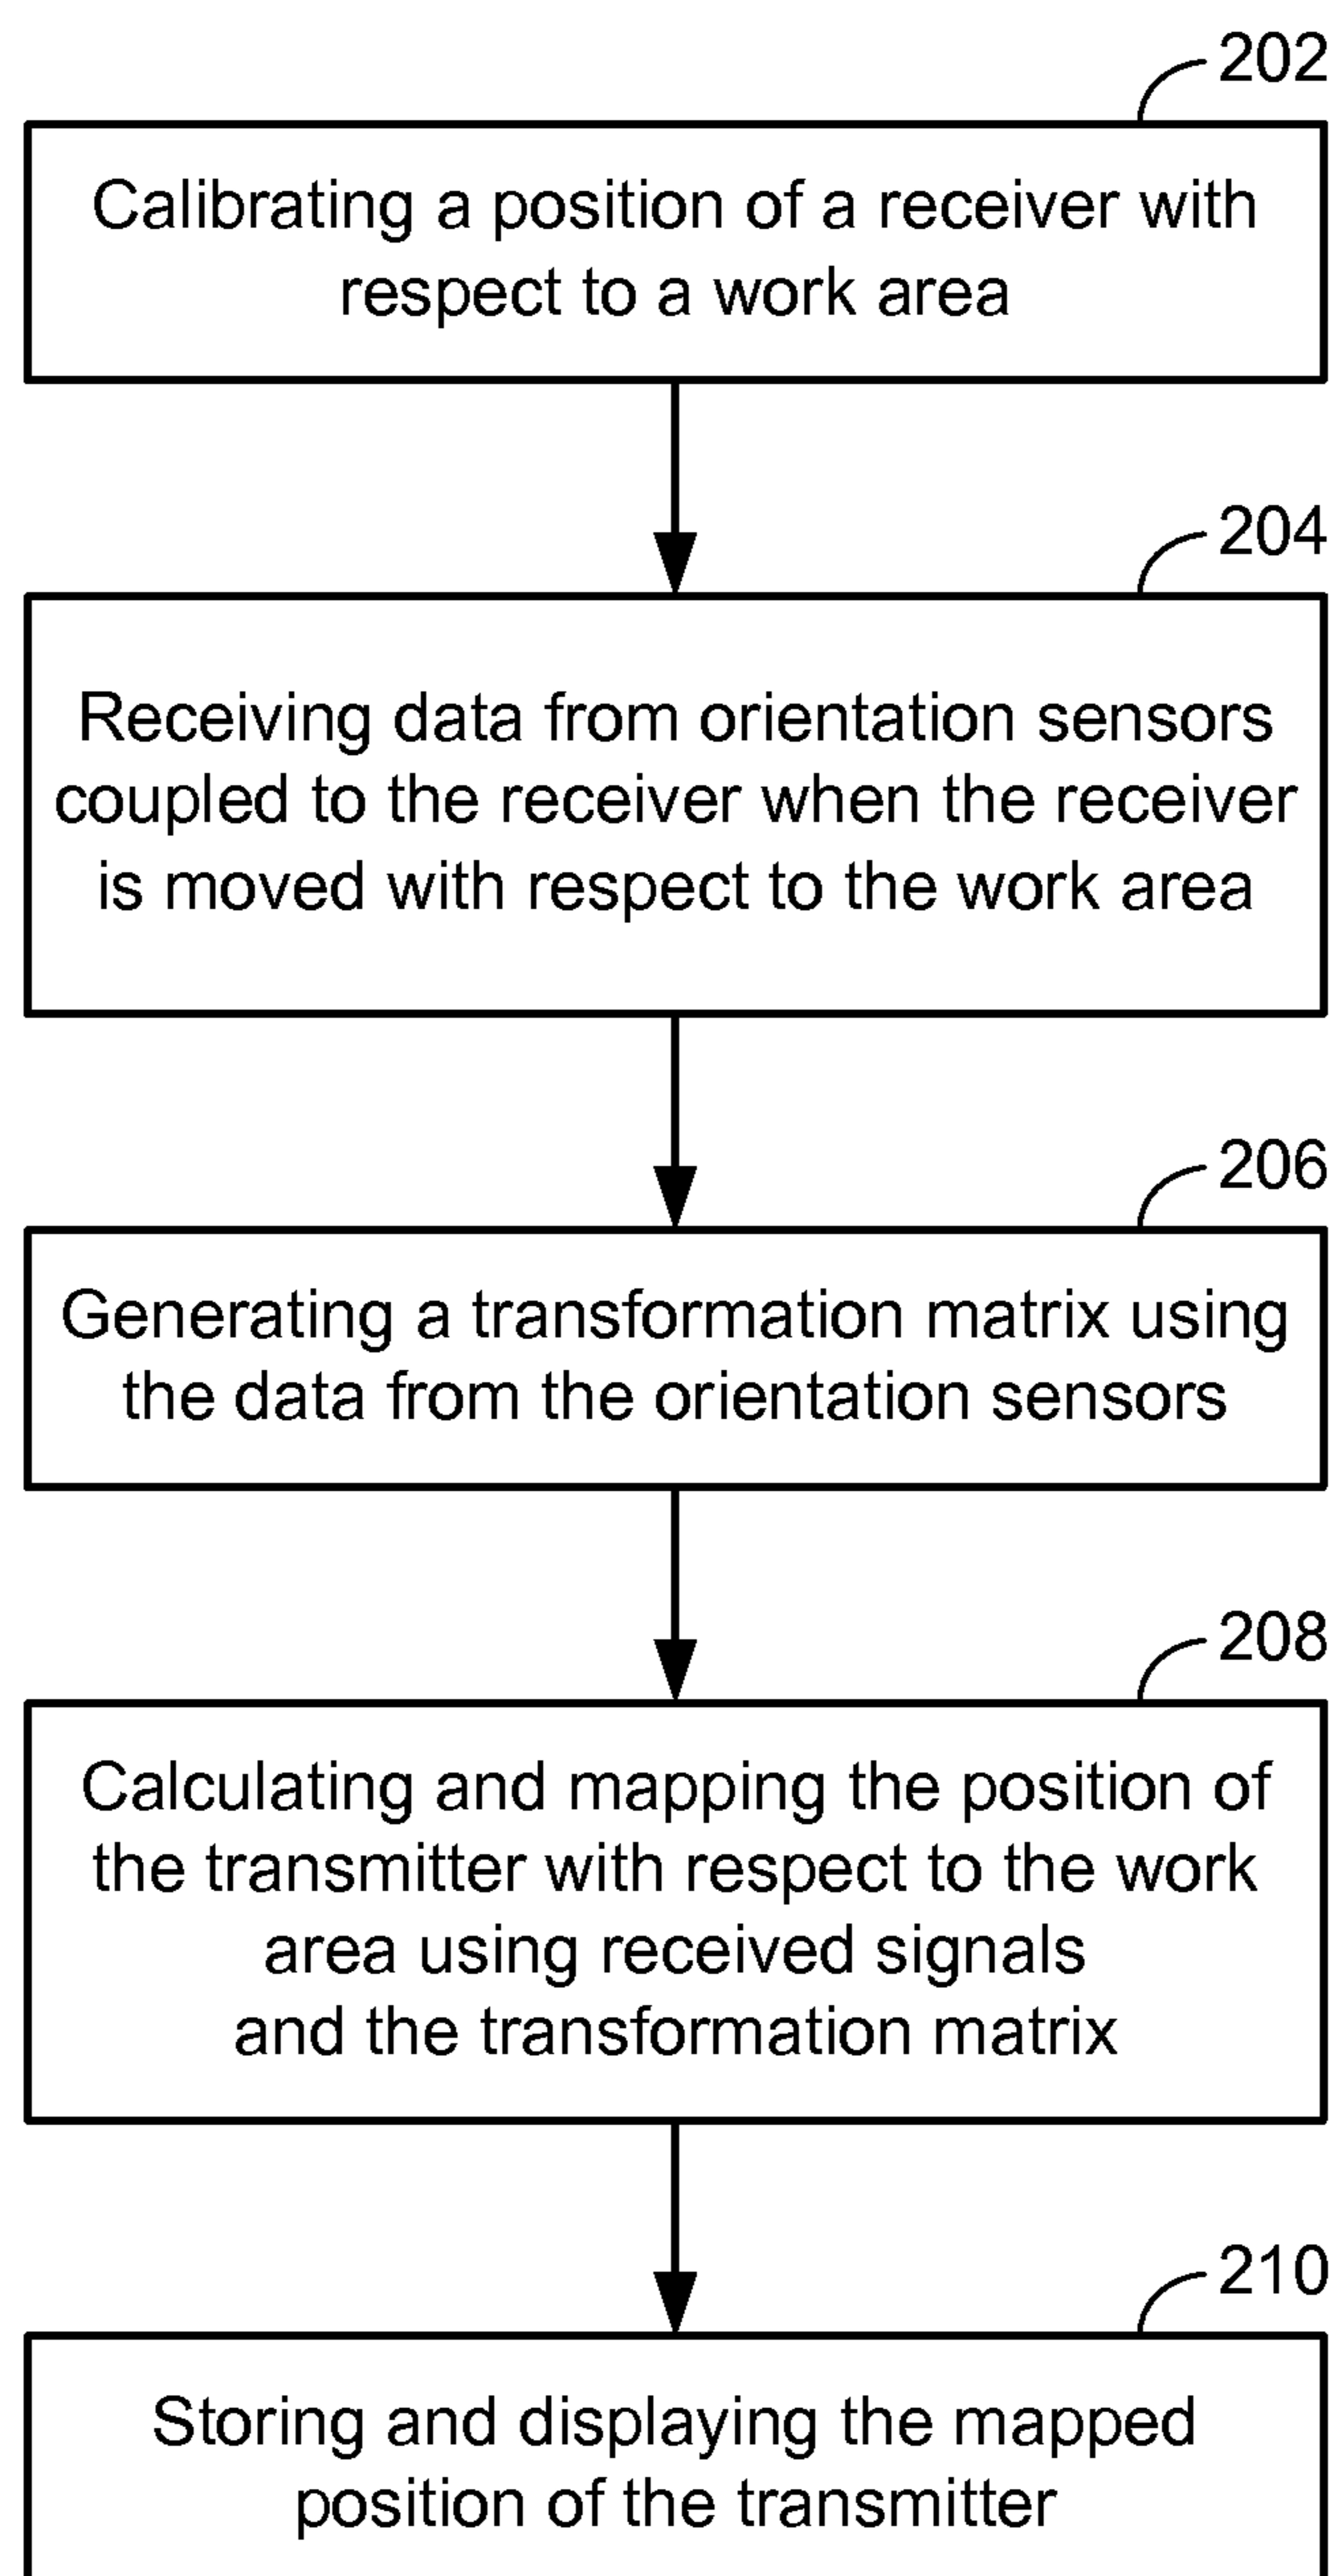 202
Calibrating a position of a receiver with
respect to a work area
204
Receiving data from orientation sensors
coupled to the receiver when the receiver
is moved with respect to the work area
206
Generating a transformation matrix using
the data from the orientation sensors
208
Calculating and mapping the position of
the transmitter with respect to the work
area using received signals
and the transformation matrix
210
Storing and displaying the mapped
position of the transmitter